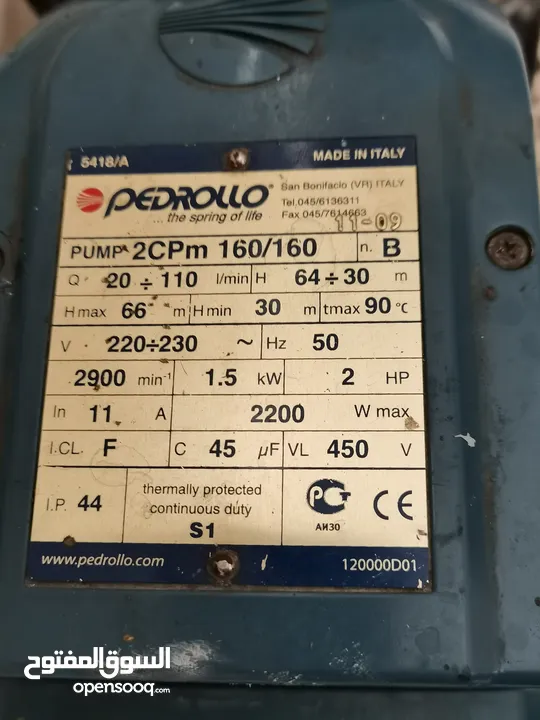 5418/A MADE IN ITALY
PEDROLLO San Bonifacio (VR) ITALY
... the spring of life Tel.045/6136311
Fax 045/7614663
11-09
PUMP 2CPm 160/160 n. B
Q 20 ÷ 110 l/min H 64 ÷ 30 m
H max 66 m H min 30 m tmax 90 °C
V 220÷230 ~ Hz 50
2900 min-¹ 1.5 kW 2 HP
In 11 A 2200 W max
I.CL. F C 45 µF VL 450 V
I.P. 44 thermally protected
continuous duty
S1
РСТ АИ30 CE
www.pedrollo.com 120000D01
السوق المفتوح
opensooq.com